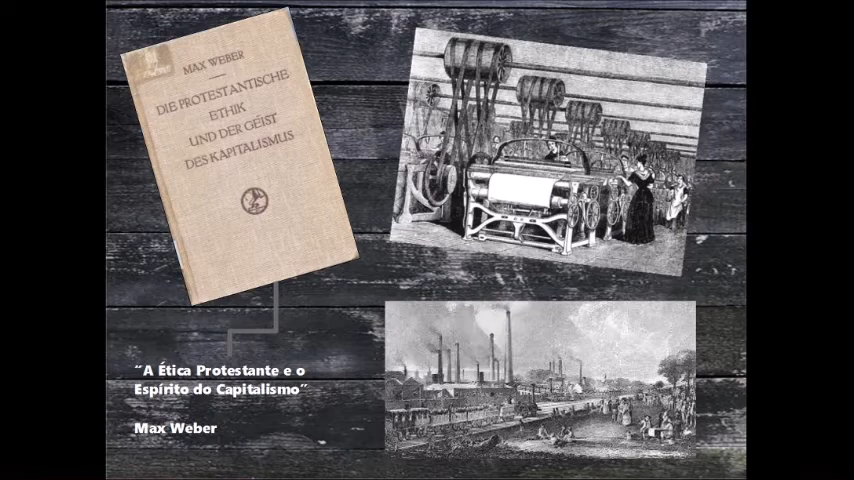 MAX WEBER
DIE PROTESTANTISCHE
ETHIK
UND DER GEIST
DES KAPITALISMUS
“A Ética Protestante e o
Espírito do Capitalismo”
Max Weber